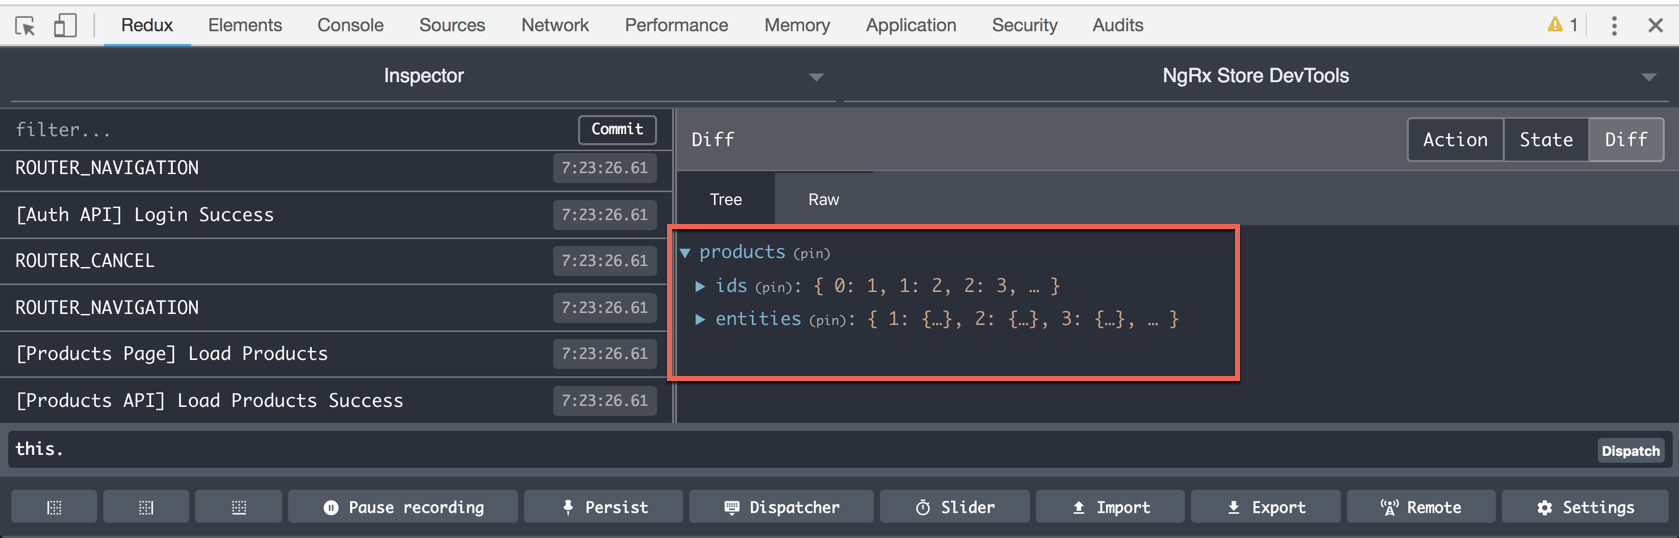 Redux Elements Console Sources Network Performance Memory Application Security Audits 1
Inspector NgRx Store DevTools
filter... Commit
Diff Action State Diff
ROUTER_NAVIGATION 7:23:26.61
Tree Raw
[Auth API] Login Success 7:23:26.61
ROUTER_CANCEL 7:23:26.61
ROUTER_NAVIGATION 7:23:26.61
[Products Page] Load Products 7:23:26.61
[Products API] Load Products Success 7:23:26.61
products (pin)
ids (pin): { 0: 1, 1: 2, 2: 3, … }
entities (pin): { 1: {…}, 2: {…}, 3: {…}, … }
this. Dispatch
Pause recording Persist Dispatcher Slider Import Export Remote Settings